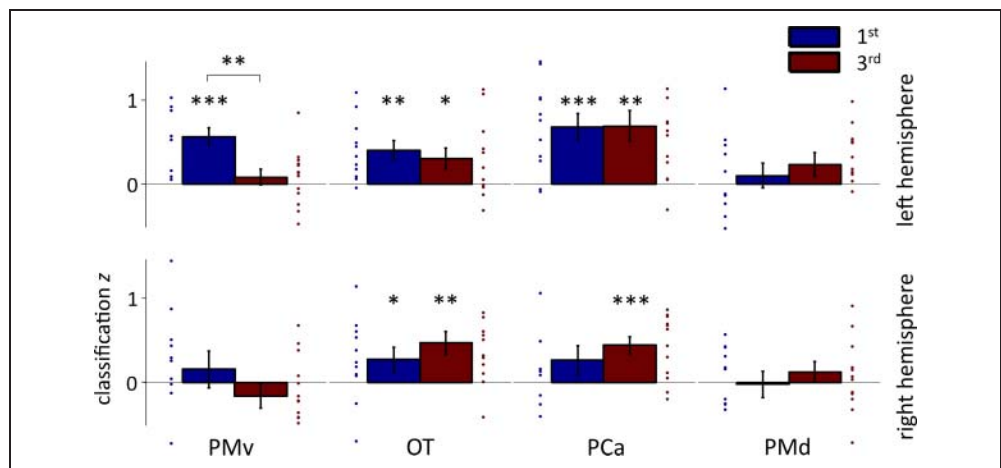 1st
3rd
**
*** ** * *** **
1
0
left hemisphere
* ** ***
1
0
classification z
right hemisphere
PMv OT PCa PMd